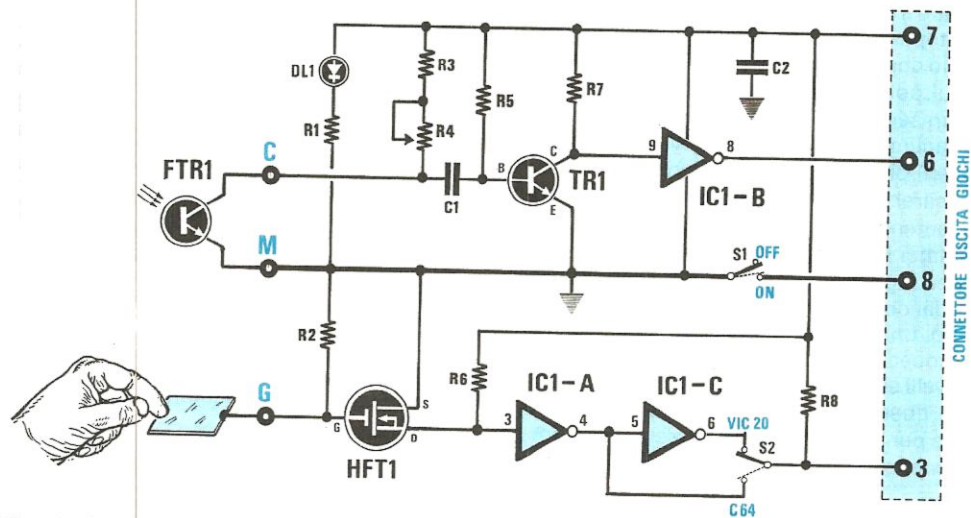 7
DL1
R3
C2
R1
R5
R7
R4
C
FTR1
C
9
8
6
B
TR1
C1
E
IC1-B
M
S1
OFF
ON
8
R2
R6
IC1-A
IC1-C
R8
G
S
G
D
3
4
5
6
VIC 20
S2
3
HFT1
C64
CONNETTORE USCITA GIOCHI